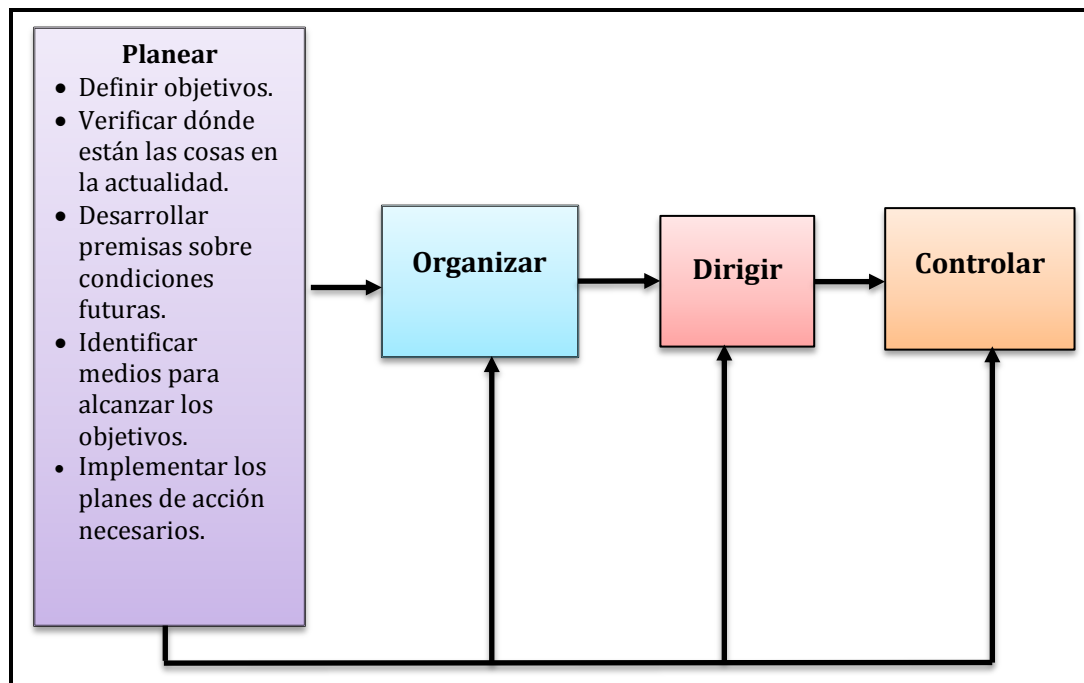 Planear
• Definir objetivos.
• Verificar dónde
están las cosas en
la actualidad.
• Desarrollar
premisas sobre
condiciones
futuras.
• Identificar
medios para
alcanzar los
objetivos.
• Implementar los
planes de acción
necesarios.
Organizar
Dirigir
Controlar